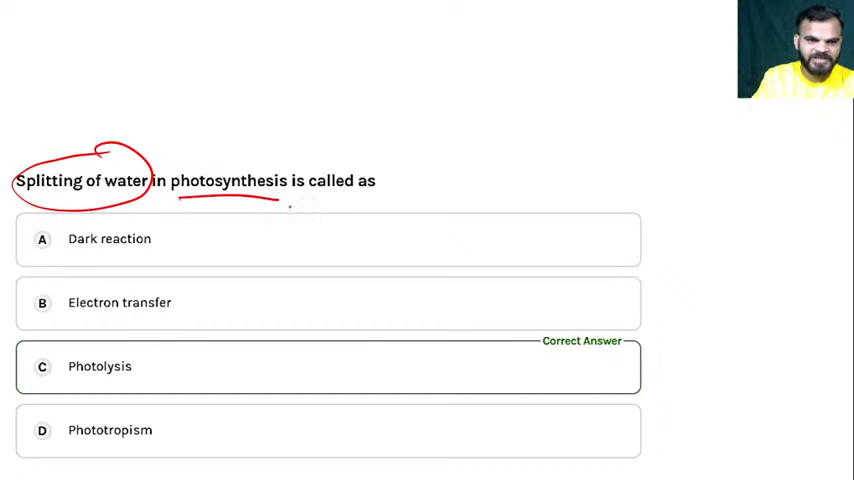 Splitting of water in photosynthesis is called as
A Dark reaction
B Electron transfer
Correct Answer
C Photolysis
D Phototropism